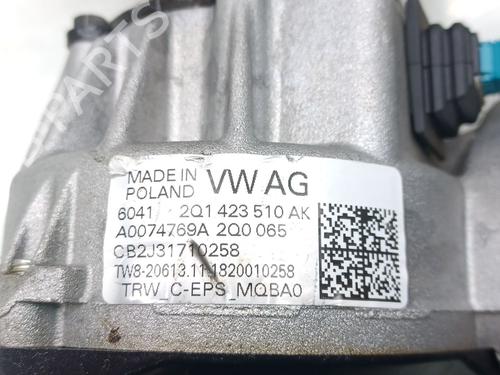 PARTS
MADE IN
POLAND VW AG
6041 2Q1 423 510 AK
A0074769A 2Q0 065
CB2J31710258
TW8-20613.11.1820010258
TRW_C-EPS_MQBA0